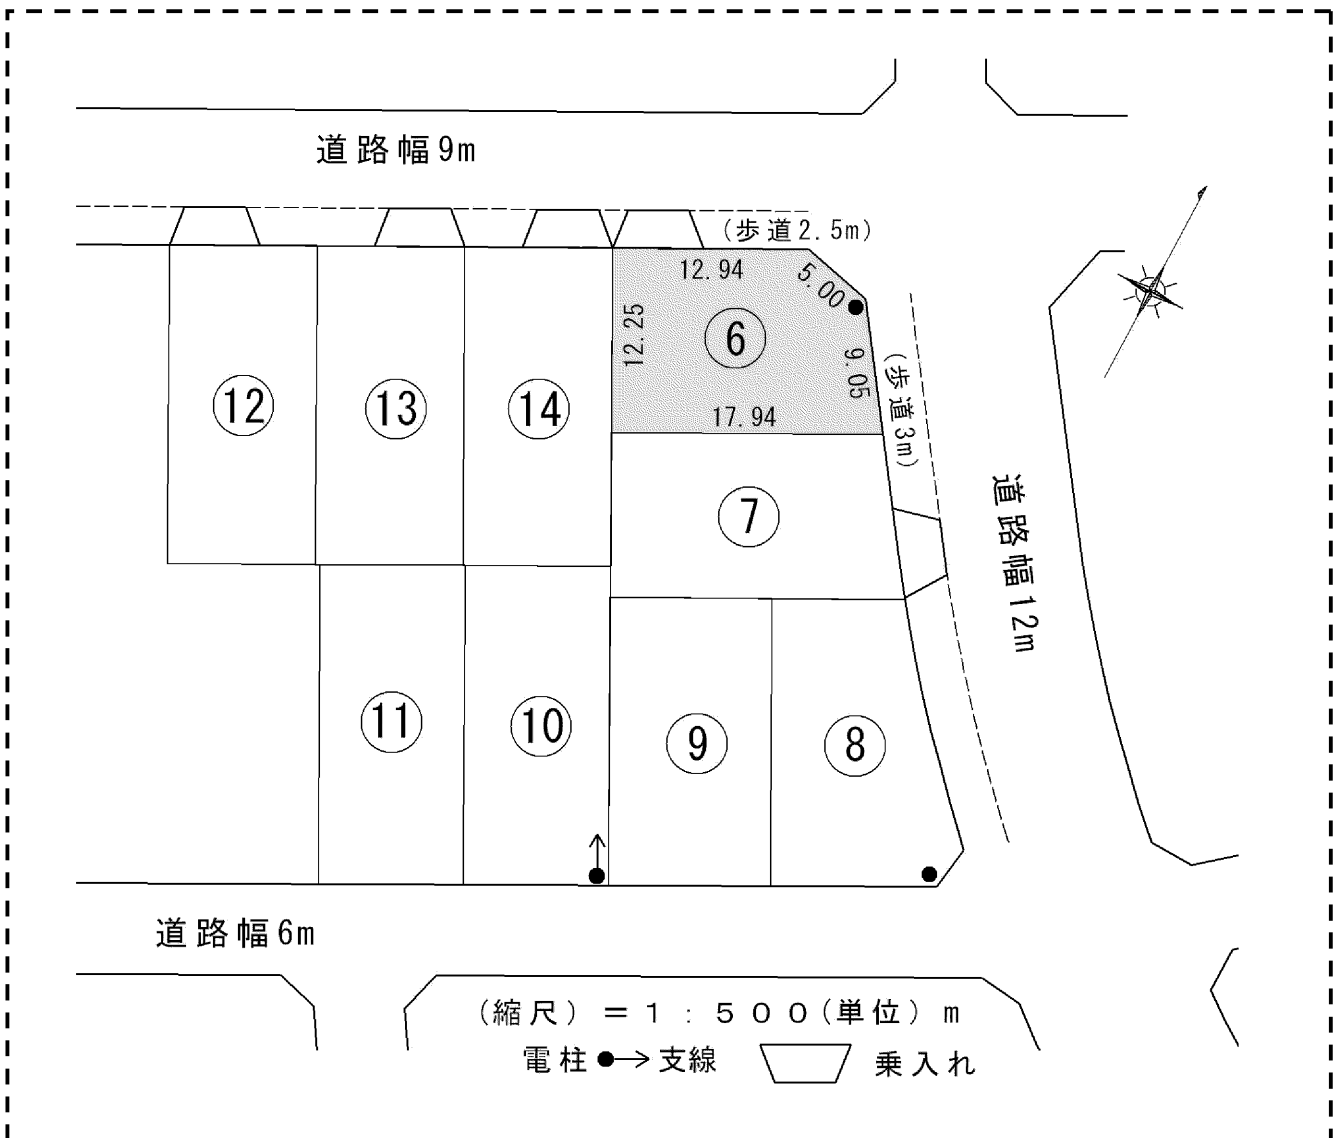 道路幅9m
(歩道2.5m)
12.94
5.00
12.25
⑥
9.05
17.94
(歩道3m)
⑫
⑬
⑭
⑦
道路幅12m
⑪
⑩
⑨
⑧
道路幅6m
(縮尺)=1:500(単位)m
電柱●→支線 乗入れ